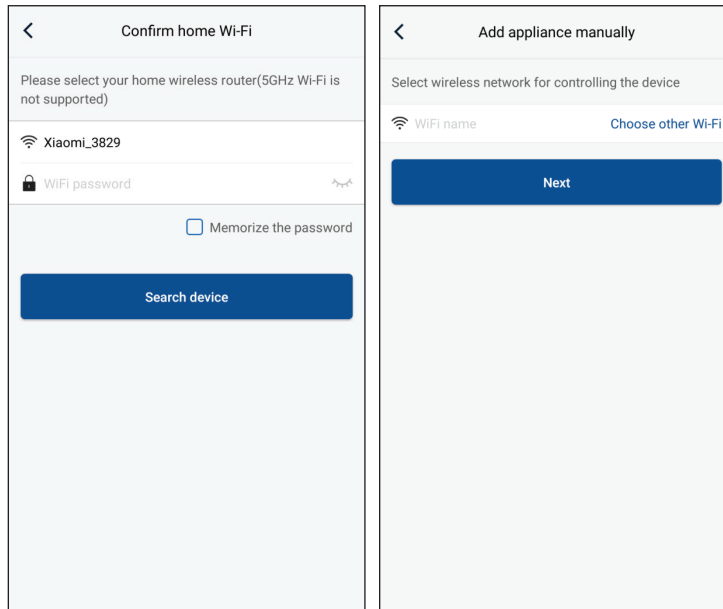 Confirm home Wi-Fi
Please select your home wireless router(5GHz Wi-Fi is
not supported)
Xiaomi_3829
WiFi password
Memorize the password
Search device
Add appliance manually
Select wireless network for controlling the device
WiFi name
Choose other Wi-Fi
Next